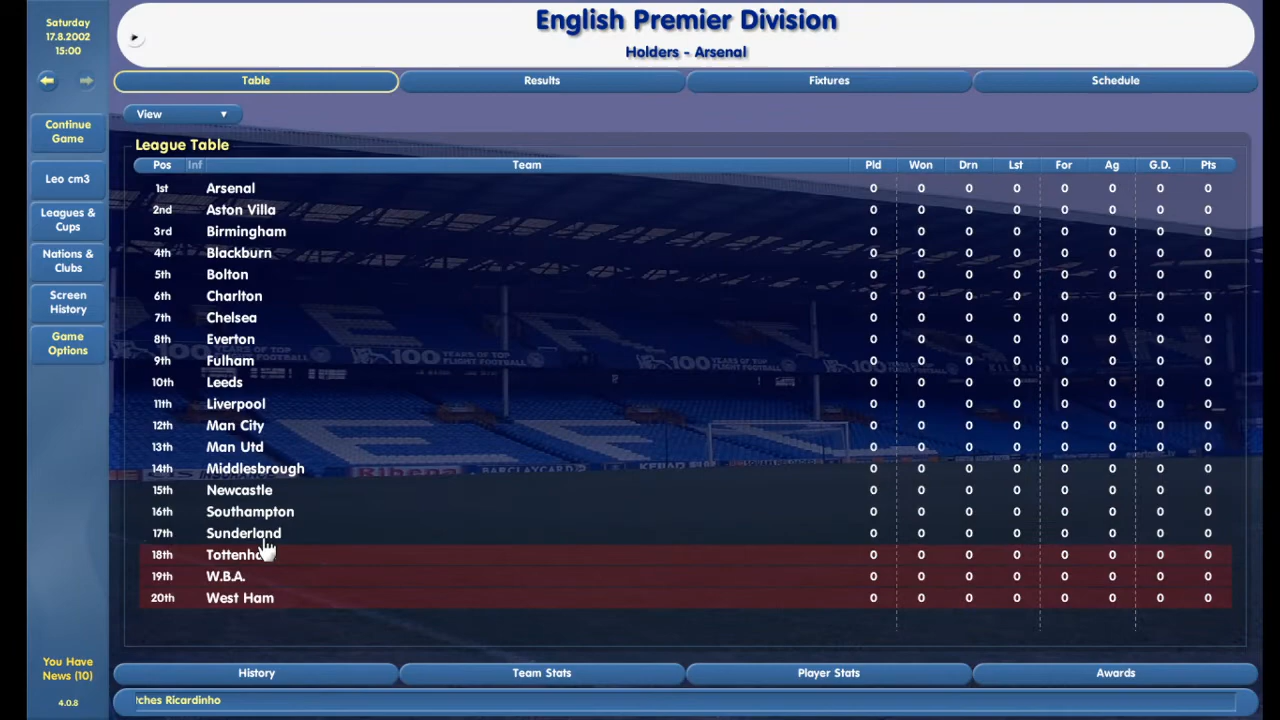 Saturday
17.8.2002
15:00
English Premier Division
Holders - Arsenal
Table Results Fixtures Schedule
View
Continue
Game
Leo cm3
Leagues &
Cups
Nations &
Clubs
Screen
History
Game
Options
League Table
Pos Inf Team Pld Won Drn Lst For Ag G.D. Pts
1st Arsenal 0 0 0 0 0 0 0 0
2nd Aston Villa 0 0 0 0 0 0 0 0
3rd Birmingham 0 0 0 0 0 0 0 0
4th Blackburn 0 0 0 0 0 0 0 0
5th Bolton 0 0 0 0 0 0 0 0
6th Charlton 0 0 0 0 0 0 0 0
7th Chelsea 0 0 0 0 0 0 0 0
8th Everton 0 0 0 0 0 0 0 0
9th Fulham 0 0 0 0 0 0 0 0
10th Leeds 0 0 0 0 0 0 0 0
11th Liverpool 0 0 0 0 0 0 0 0
12th Man City 0 0 0 0 0 0 0 0
13th Man Utd 0 0 0 0 0 0 0 0
14th Middlesbrough 0 0 0 0 0 0 0 0
15th Newcastle 0 0 0 0 0 0 0 0
16th Southampton 0 0 0 0 0 0 0 0
17th Sunderland 0 0 0 0 0 0 0 0
18th Tottenha 0 0 0 0 0 0 0 0
19th W.B.A. 0 0 0 0 0 0 0 0
20th West Ham 0 0 0 0 0 0 0 0
100 YEARS OF TOP FLIGHT FOOTBALL
BARCLAYCARD
You Have
News (10)
4.0.8
History Team Stats Player Stats Awards
tches Ricardinho